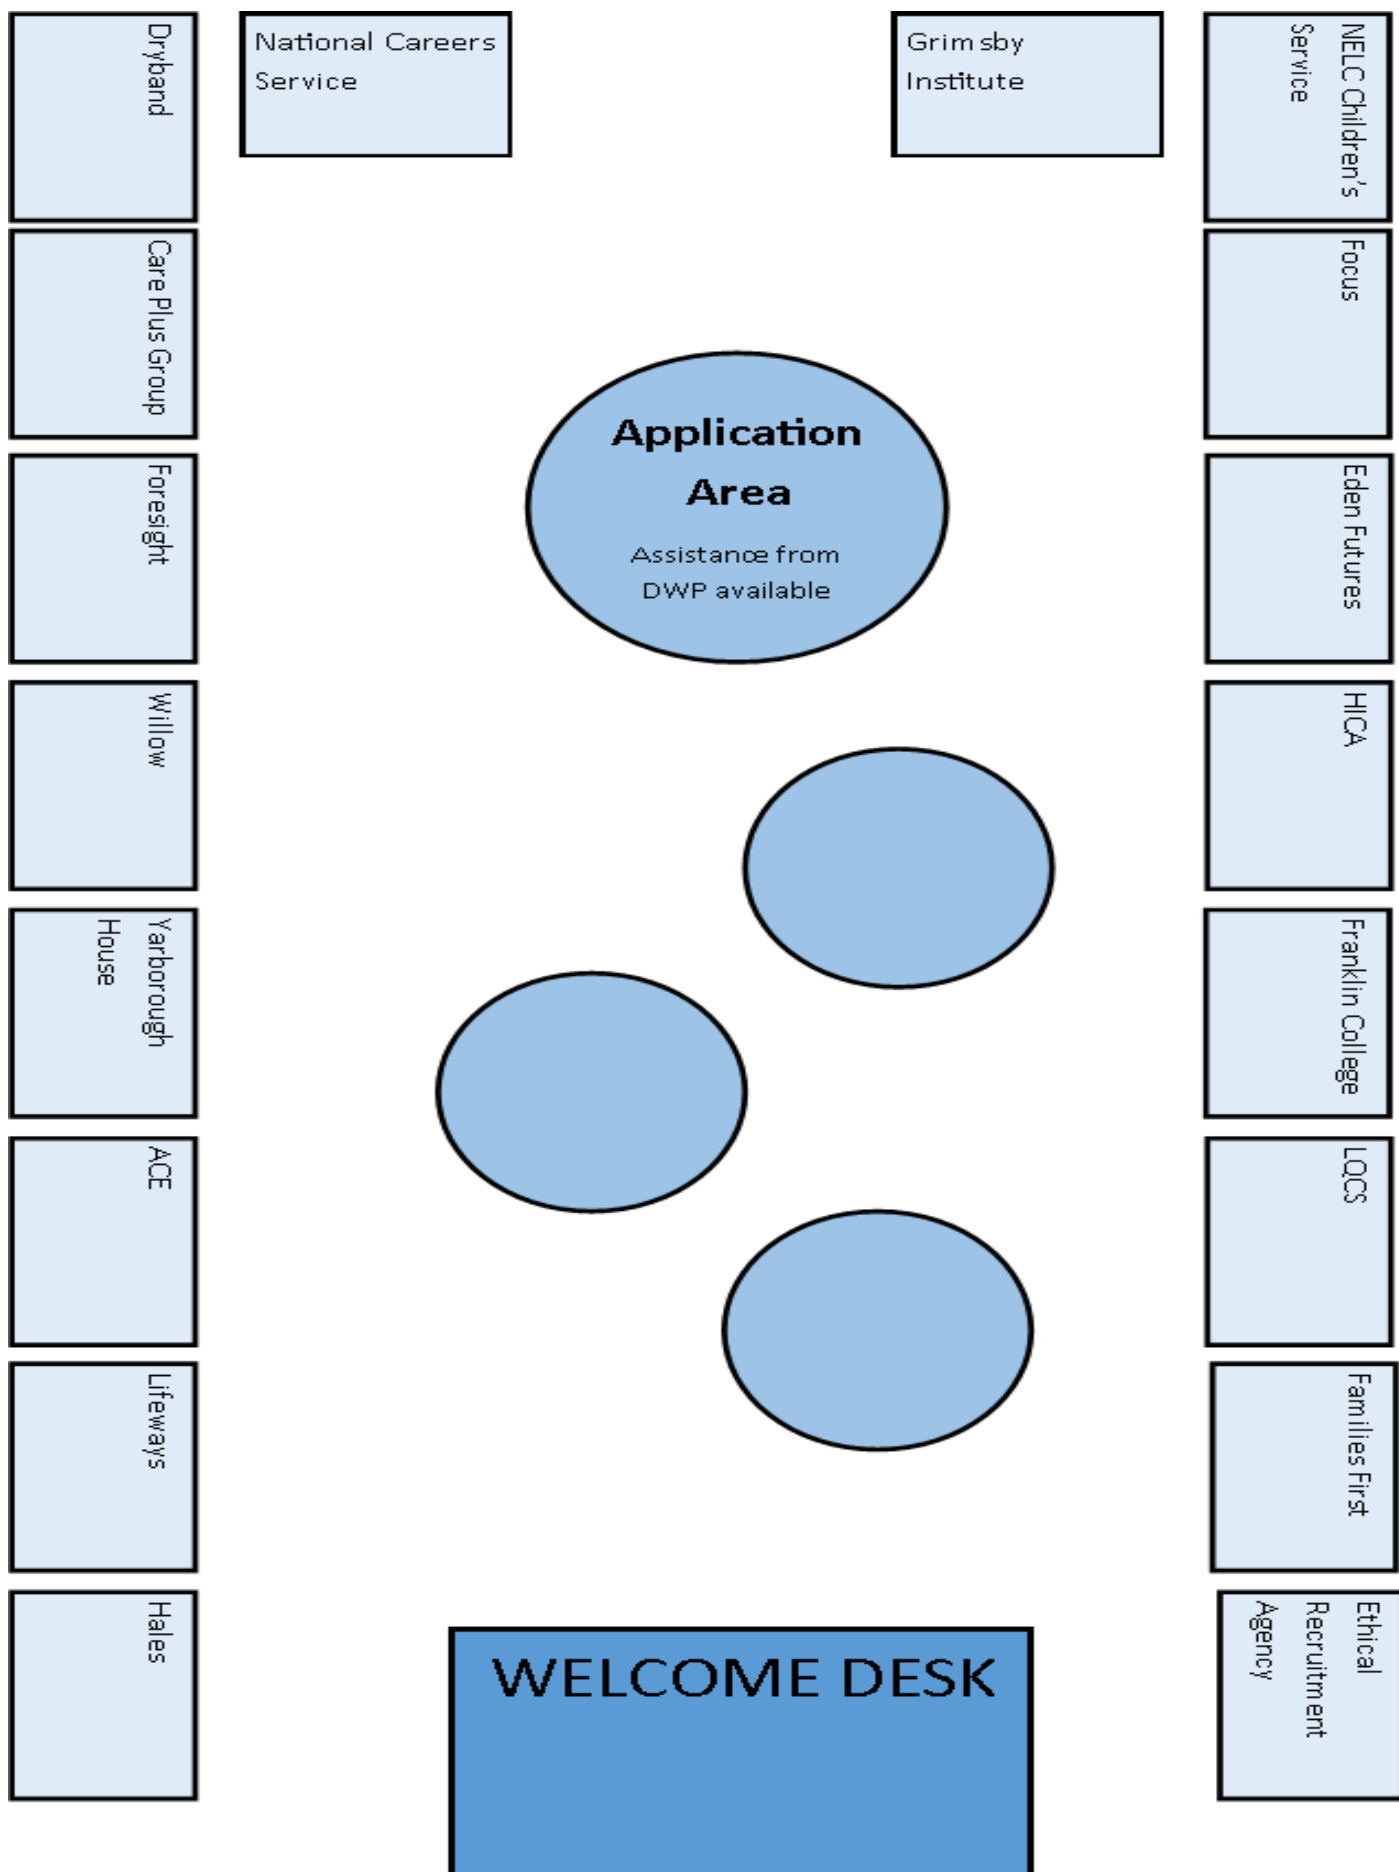 Dryband
National Careers
Service
Grimsby
Institute
NELC Children's
Service
Care Plus Group
Focus
Application
Area
Assistance from
DWP available
Foresight
Eden Futures
Willow
HICA
Yarborough
House
Franklin College
ACE
LQCS
Lifeways
Families First
Hales
WELCOME DESK
Ethical
Recruitment
Agency